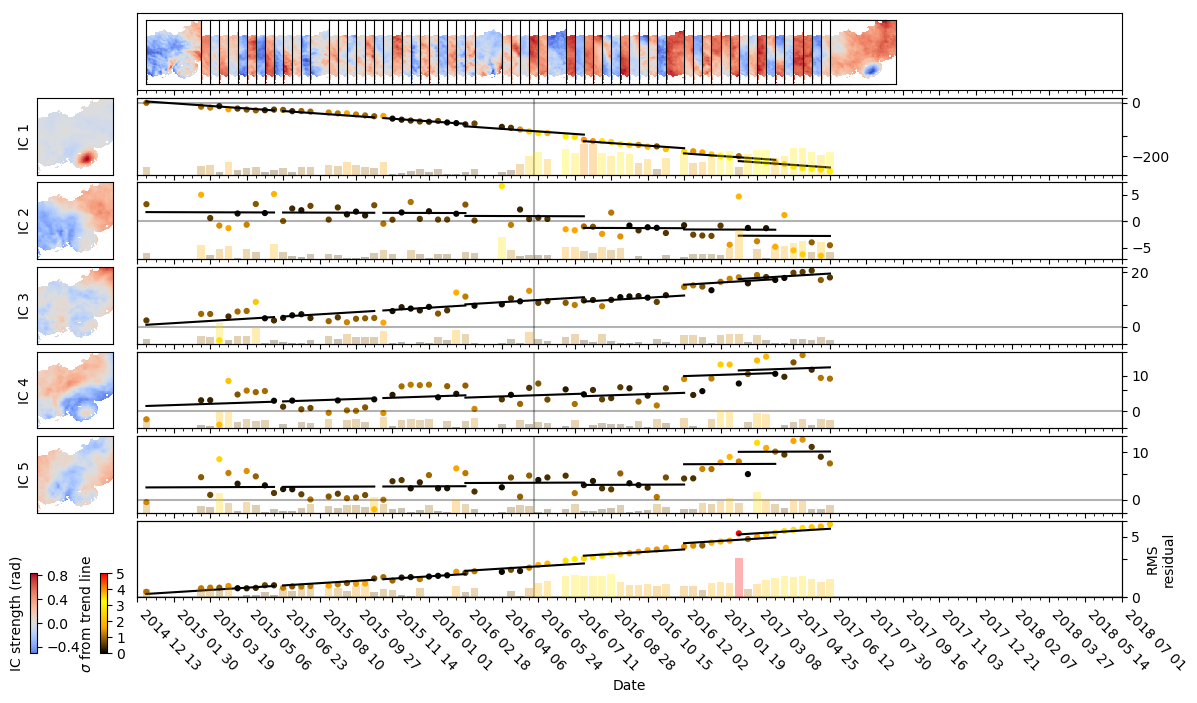 IC 1
0
−200
IC 2
5
0
−5
IC 3
20
0
IC 4
10
0
IC 5
10
0
5
0
RMS
residual
IC strength (rad)
0.8
0.4
0.0
−0.4
σ from trend line
5
4
3
2
1
0
2014 12 13
2015 01 30
2015 03 19
2015 05 06
2015 06 23
2015 08 10
2015 09 27
2015 11 14
2016 01 01
2016 02 18
2016 04 06
2016 05 24
2016 07 11
2016 08 28
2016 10 15
2016 12 02
2017 01 19
2017 03 08
2017 04 25
2017 06 12
2017 07 30
2017 09 16
2017 11 03
2017 12 21
2018 02 07
2018 03 27
2018 05 14
2018 07 01
Date